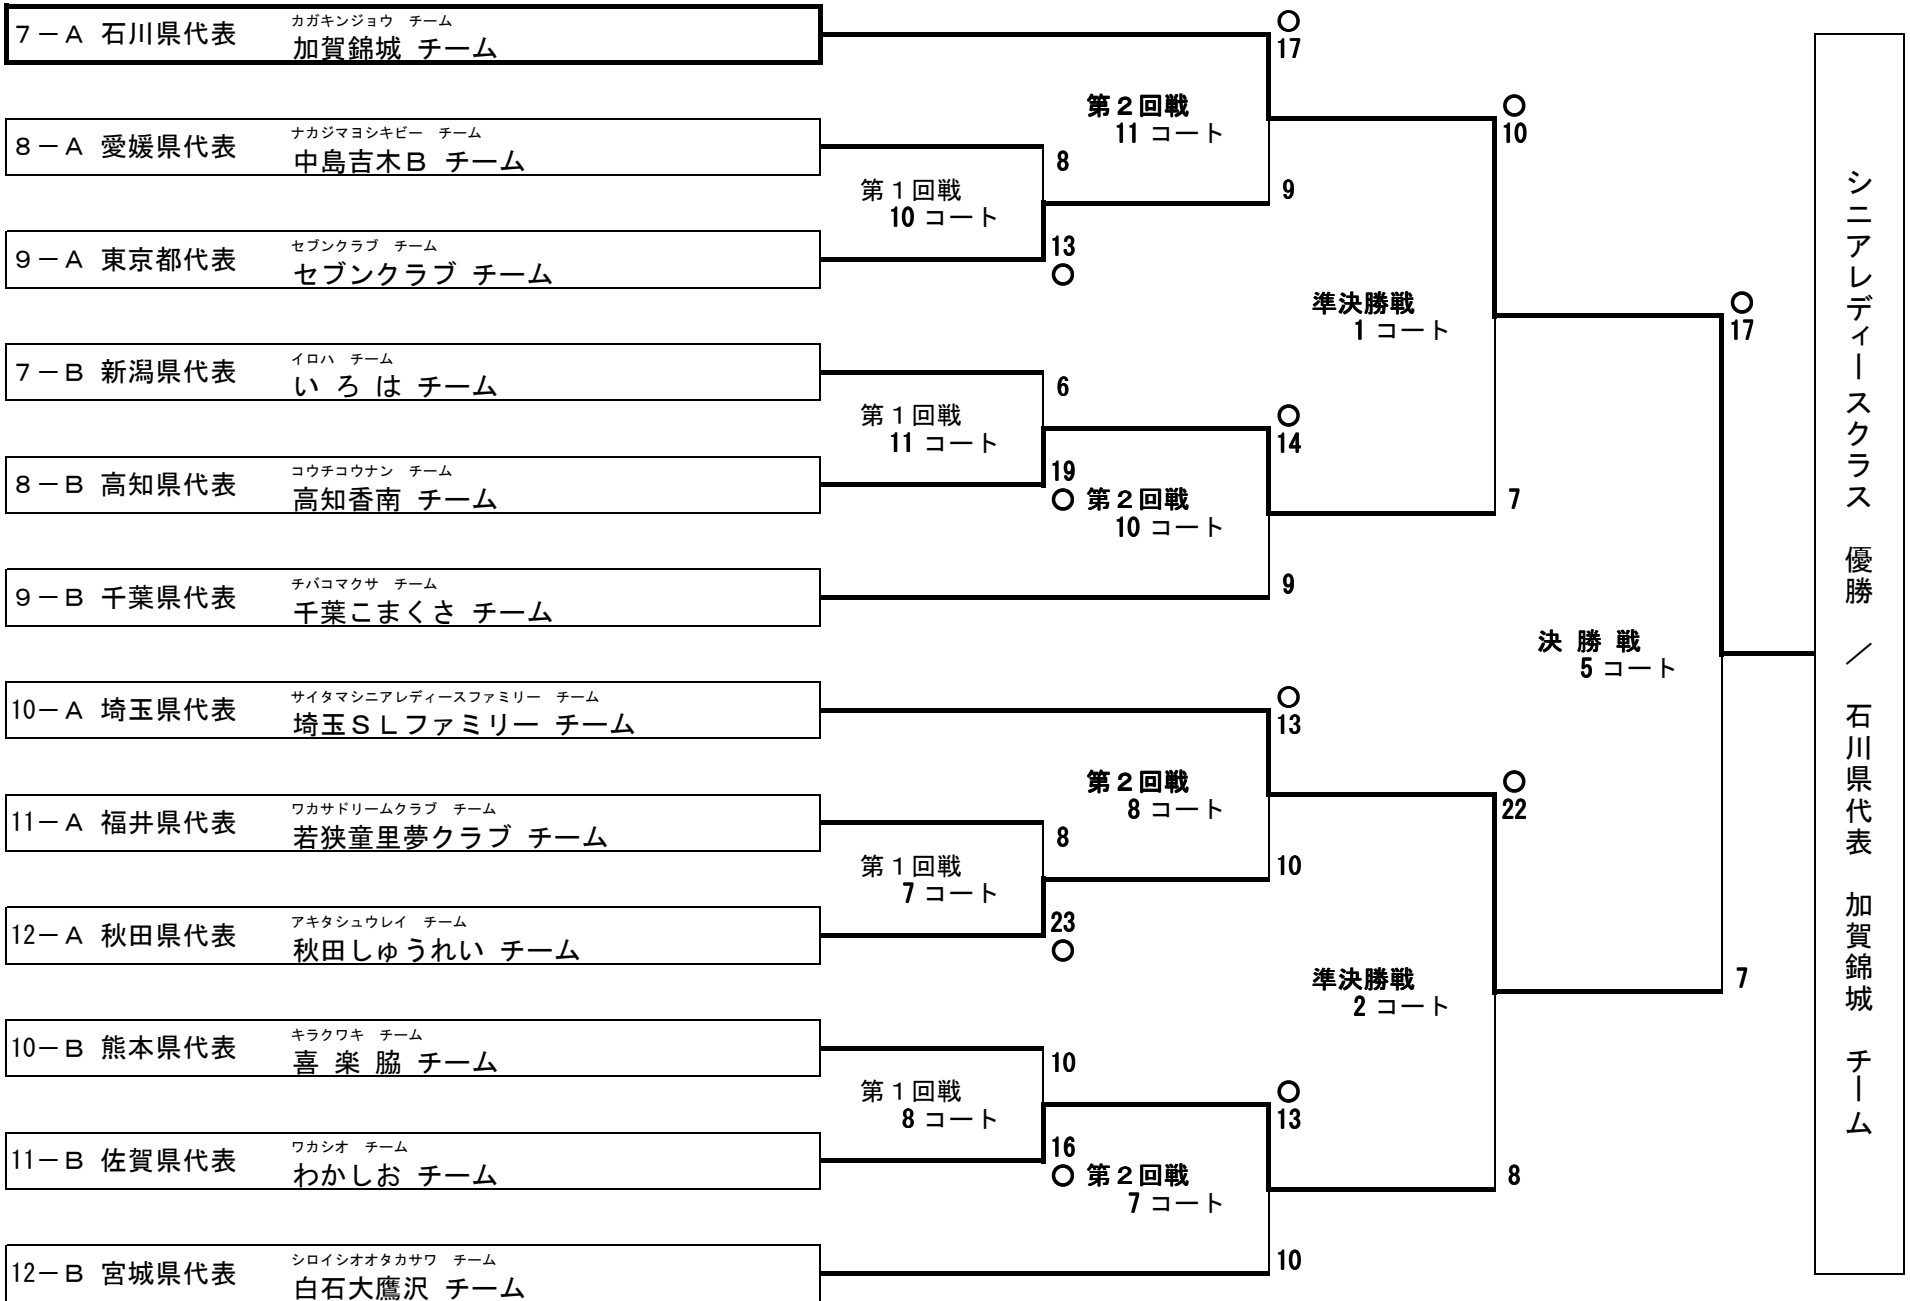 カガキンジョウ　チーム
７－Ａ 石川県代表 加賀錦城 チーム
ナカジマヨシキビー　チーム
８－Ａ 愛媛県代表 中島吉木Ｂ チーム
セブンクラブ　チーム
９－Ａ 東京都代表 セブンクラブ チーム
イロハ　チーム
７－Ｂ 新潟県代表 い ろ は チーム
コウチコウナン　チーム
８－Ｂ 高知県代表 高知香南 チーム
チバコマクサ　チーム
９－Ｂ 千葉県代表 千葉こまくさ チーム
サイタマシニアレディースファミリー　チーム
10－Ａ 埼玉県代表 埼玉ＳＬファミリー チーム
ワカサドリームクラブ　チーム
11－Ａ 福井県代表 若狭童里夢クラブ チーム
アキタシュウレイ　チーム
12－Ａ 秋田県代表 秋田しゅうれい チーム
キラクワキ　チーム
10－Ｂ 熊本県代表 喜 楽 脇 チーム
ワカシオ　チーム
11－Ｂ 佐賀県代表 わかしお チーム
シロイシオオタカサワ　チーム
12－Ｂ 宮城県代表 白石大鷹沢 チーム
8
第１回戦
10 コート
13
○
6
第１回戦
11 コート
19
○
8
第１回戦
7 コート
23
○
10
第１回戦
8 コート
16
○
○
17
第２回戦
11 コート
9
○
14
第２回戦
10 コート
9
○
13
第２回戦
8 コート
10
○
13
第２回戦
7 コート
10
○
10
準決勝戦
1 コート
7
○
22
準決勝戦
2 コート
8
○
17
決 勝 戦
5 コート
7
シニアレディースクラス　優勝　／　石川県代表　加賀錦城　チーム